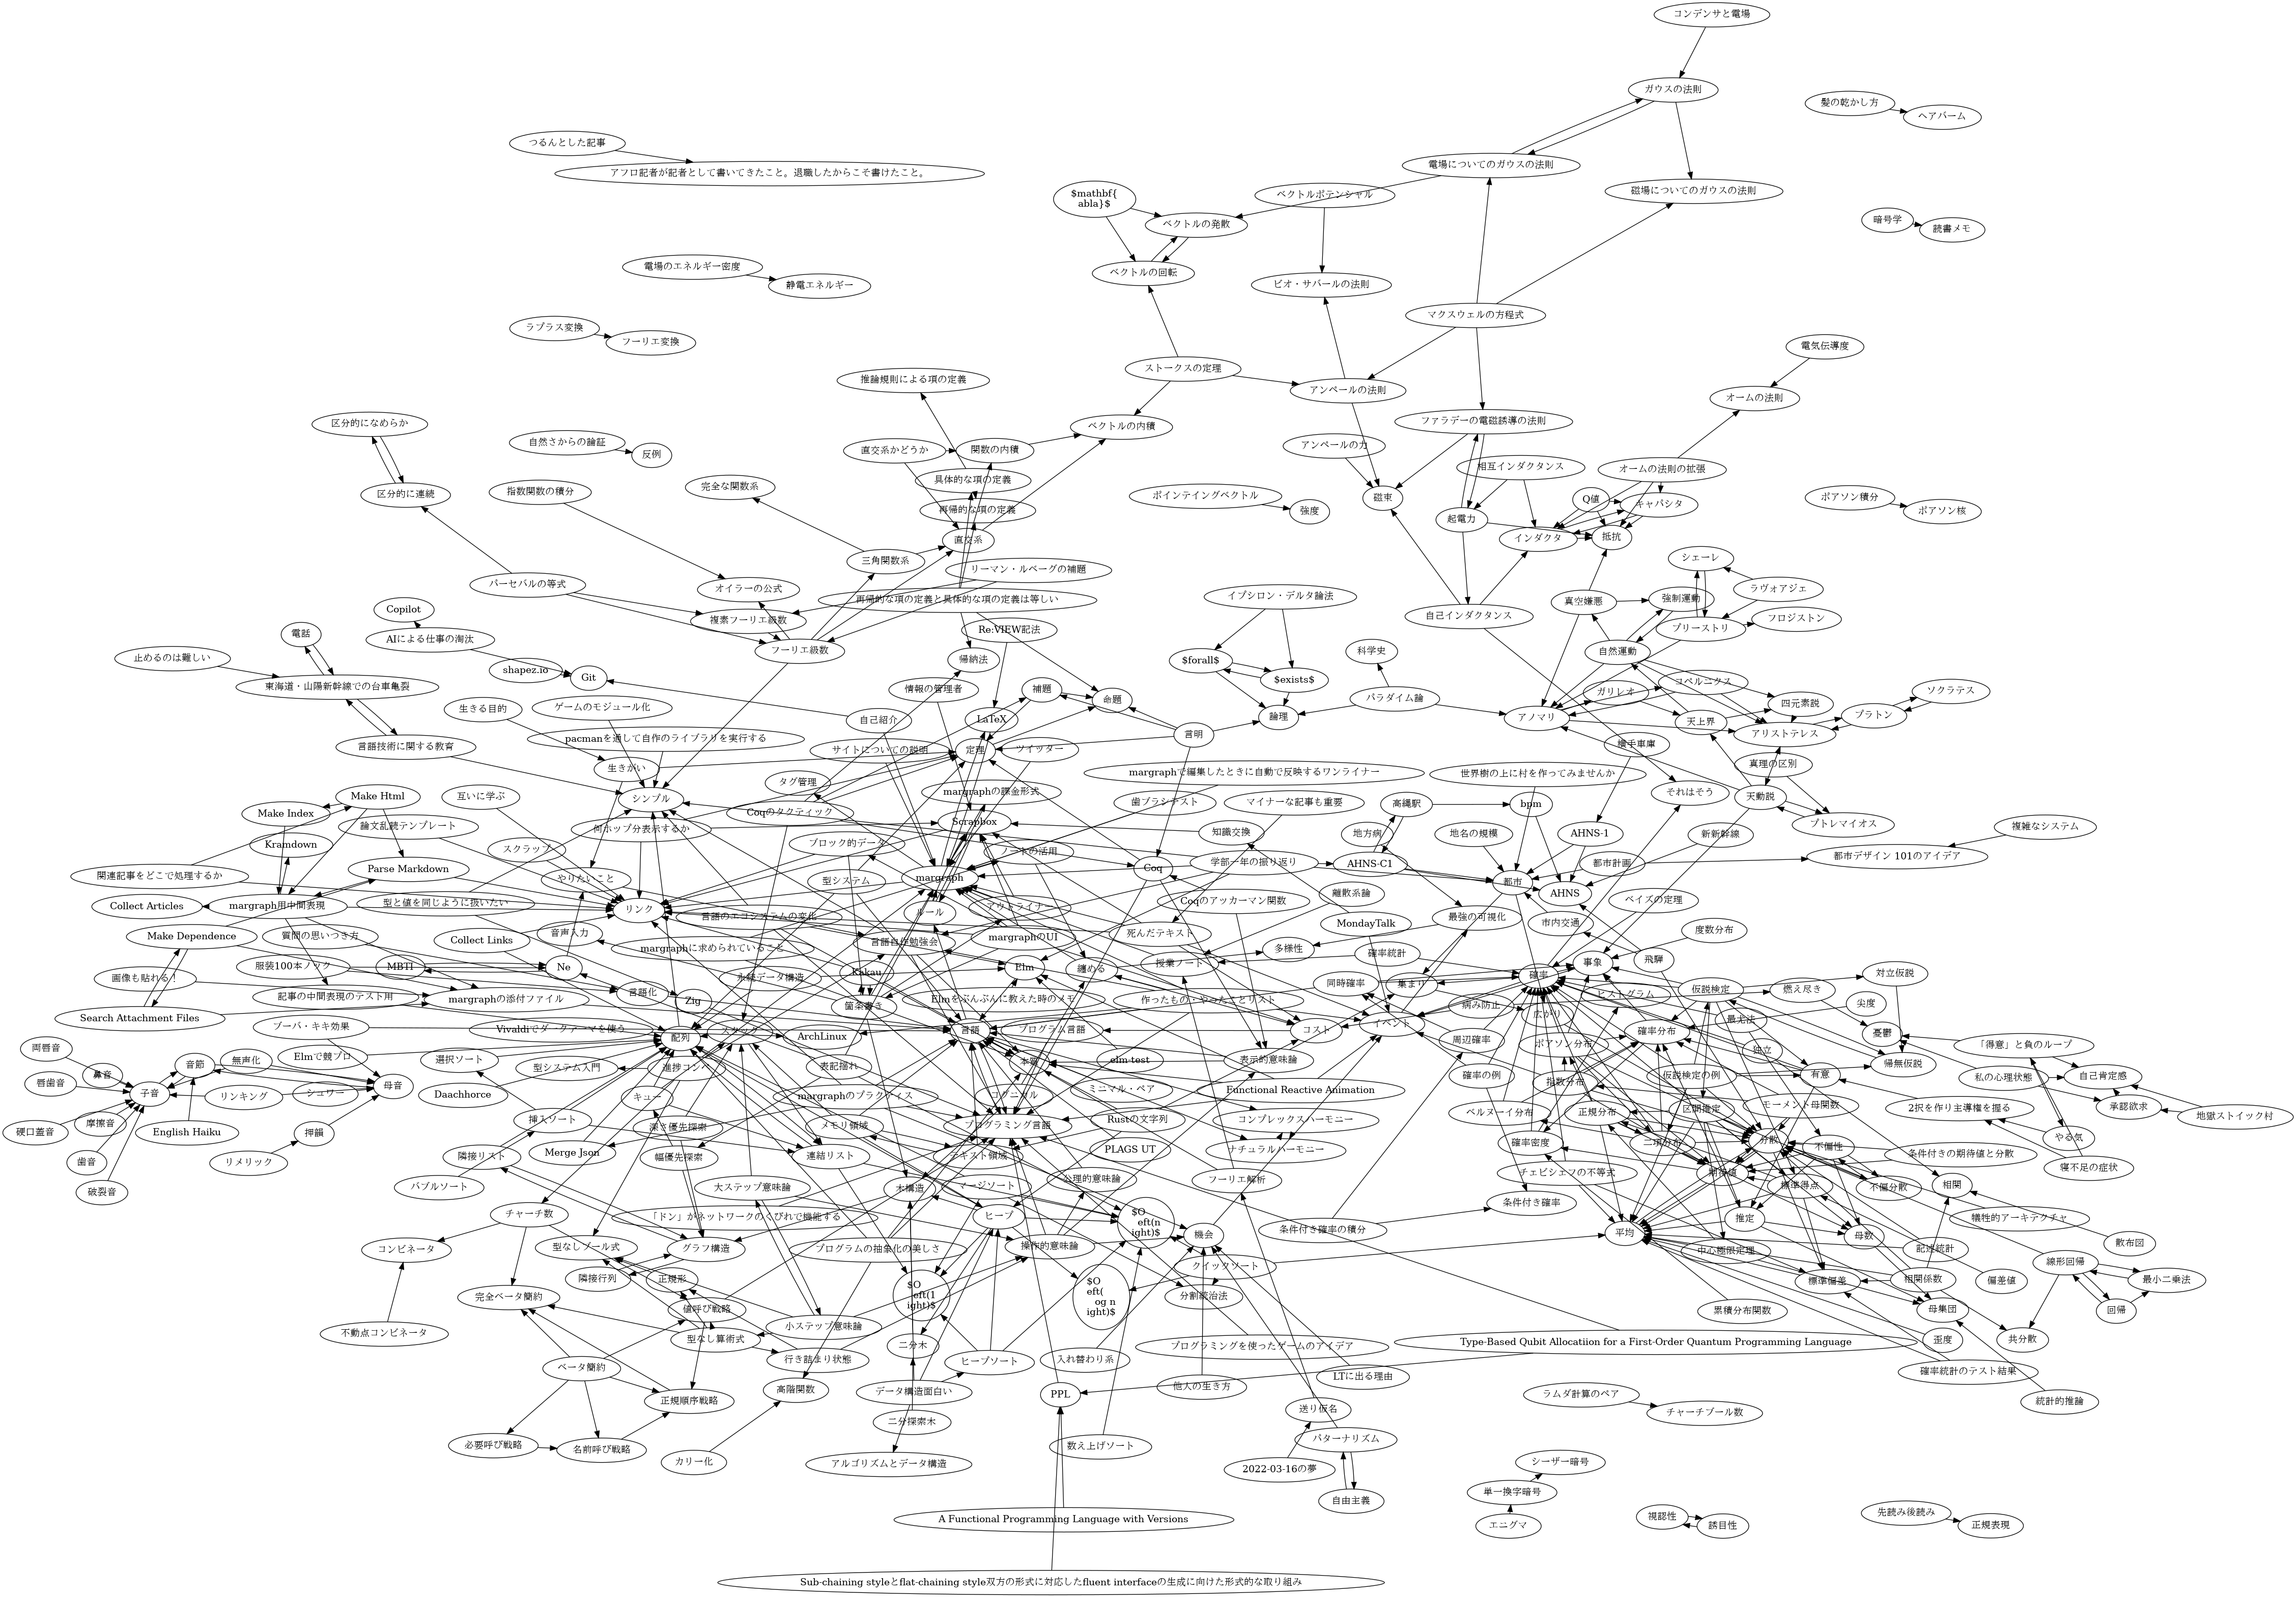 コンデンサと電場
ガウスの法則
髪の乾かし方
ヘアバーム
つるんとした記事
アフロ記者が記者として書いてきたこと。退職したからこそ書けたこと。
電場についてのガウスの法則
磁場についてのガウスの法則
$mathbf{
abla}$
ベクトルポテンシャル
ベクトルの発散
暗号学
読書メモ
電場のエネルギー密度
静電エネルギー
ベクトルの回転
ビオ・サバールの法則
マクスウェルの方程式
ラプラス変換
フーリエ変換
電気伝導度
ストークスの定理
推論規則による項の定義
アンペールの法則
オームの法則
区分的になめらか
ベクトルの内積
ファラデーの電磁誘導の法則
自然さからの論証
反例
直交系かどうか
関数の内積
アンペールの力
相互インダクタンス
オームの法則の拡張
具体的な項の定義
完全な関数系
指数関数の積分
区分的に連続
再帰的な項の定義
ポインテイングベクトル
強度
磁束
Q値
キャパシタ
ポアソン積分
ポアソン核
起電力
インダクタ
抵抗
直交系
三角関数系
シェーレ
リーマン・ルベーグの補題
パーセバルの等式
オイラーの公式
ラヴォアジェ
再帰的な項の定義と具体的な項の定義は等しい
イプシロン・デルタ論法
真空嫌悪
強制運動
Copilot
複素フーリエ級数
自己インダクタンス
フロジストン
プリーストリ
電話
AIによる仕事の淘汰
Re:VIEW記法
フーリエ級数
科学史
自然運動
止めるのは難しい
shapez.io
Git
帰納法
$forall$
$exists$
東海道・山陽新幹線での台車亀裂
情報の管理者
補題
命題
パラダイム論
ガリレオ
コペルニクス
四元素説
ソクラテス
プラトン
生きる目的
ゲームのモジュール化
自己紹介
LaTeX
論理
アノマリ
天上界
アリストテレス
言語技術に関する教育
pacmanを通して自作のライブラリを実行する
サイトについての説明
定理
ツイッター
言明
檜手車庫
生きがい
真理の区別
タグ管理
margraphで編集したときに自動で反映するワンライナー
世界樹の上に村を作ってみませんか
Make Html
互いに学ぶ
シンプル
margraphの課金形式
それはそう
天動説
Make Index
Coqのタクティック
歯ブラシテスト
マイナーな記事も重要
高縄駅
bpm
プトレマイオス
論文乱読テンプレート
何ホップ分表示するか
Scrapbox
知識交換
地方病
地名の規模
AHNS-1
新新幹線
複雑なシステム
Kramdown
スクラップ
ブロック的データ
ノートの活用
学部一年の振り返り
AHNS-C1
都市計画
都市デザイン 101のアイデア
関連記事をどこで処理するか
Parse Markdown
やりたいこと
型システム
margraph
Coq
都市
AHNS
Collect Articles
margraph用中間表現
型と値を同じように扱いたい
リンク
言語のエコシステムの変化
ルール
アウトライナー
Coqのアッカーマン関数
離散系論
ベイズの定理
最強の可視化
市内交通
度数分布
Make Dependence
質問の思いつき方
Collect Links
音声入力
margraphに求められていること
言語自作勉強会
margraphのUI
死んだテキスト
MondayTalk
多様性
確率統計
飛騨
画像も貼れる！
服装100本ノック
MBTI
Ne
永続データ構造
Kakau
Elm
纏める
授業ノート
同時確率
集まり
確率
事象
仮説検定
対立仮説
燃え尽き
記事の中間表現のテスト用
margraphの添付ファイル
言語化
Zig
箇条書き
Elmをぶんぶんに教えた時のメモ
作ったもの・やったことリスト
病み防止
ヒストグラム
尖度
Search Attachment Files
広がり
最尤法
憂鬱
ブーバ・キキ効果
Vivaldiでダークテーマを使う
スタック
ArchLinux
言語
プログラム言語
コスト
イベント
確率分布
両唇音
Elmで競プロ
配列
周辺確率
ポアソン分布
独立
「得意」と負のループ
鼻音
音節
無声化
選択ソート
型システム入門
進捗コンペ
表記揺れ
本質
elm-test
表示的意味論
確率の例
仮説検定の例
有意
帰無仮説
私の心理状態
自己肯定感
唇歯音
子音
母音
シュワー
リンキング
Daachhorce
キュー
margraphのプラクティス
コグニカル
ミニマル・ペア
Functional Reactive Animation
指数分布
モーメント母関数
2択を作り主導権を握る
承認欲求
地獄ストイック村
硬口蓋音
摩擦音
English Haiku
押韻
挿入ソート
深さ優先探索
メモリ領域
プログラミング言語
Rustの文字列
コンプレックスハーモニー
ベルヌーイ分布
正規分布
区間推定
やる気
歯音
リメリック
隣接リスト
Merge Json
幅優先探索
連結リスト
テキスト領域
PLAGS UT
ナチュラルハーモニー
確率密度
二項分布
分散
不偏性
条件付きの期待値と分散
寝不足の症状
破裂音
バブルソート
大ステップ意味論
木構造
マージソート
公理的意味論
フーリエ解析
チェビシェフの不等式
期待値
標準得点
不偏分散
相関
チャーチ数
「ドン」がネットワークのくびれで機能する
ヒープ
$O
eft(n
ight)$
機会
条件付き確率の積分
条件付き確率
推定
母数
犠牲的アーキテクチャ
散布図
コンビネータ
型なしブール式
グラフ構造
プログラムの抽象化の美しさ
操作的意味論
クイックソート
平均
中心極限定理
記述統計
線形回帰
隣接行列
正規形
$O
eft(1
ight)$
$O
eft(
og n
ight)$
分割統治法
標準偏差
相関係数
偏差値
最小二乗法
完全ベータ簡約
値呼び戦略
累積分布関数
母集団
回帰
不動点コンビネータ
型なし算術式
小ステップ意味論
二分木
プログラミングを使ったゲームのアイデア
Type-Based Qubit Allocatiion for a First-Order Quantum Programming Language
歪度
共分散
ベータ簡約
行き詰まり状態
ヒープソート
入れ替わり系
LTに出る理由
確率統計のテスト結果
高階関数
データ構造面白い
PPL
他人の生き方
ラムダ計算のペア
チャーチブール数
統計的推論
正規順序戦略
二分探索木
送り仮名
必要呼び戦略
名前呼び戦略
数え上げソート
パターナリズム
カリー化
アルゴリズムとデータ構造
2022-03-16の夢
シーザー暗号
単一換字暗号
自由主義
A Functional Programming Language with Versions
エニグマ
視認性
誘目性
先読み後読み
正規表現
Sub-chaining styleとflat-chaining style双方の形式に対応したfluent interfaceの生成に向けた形式的な取り組み